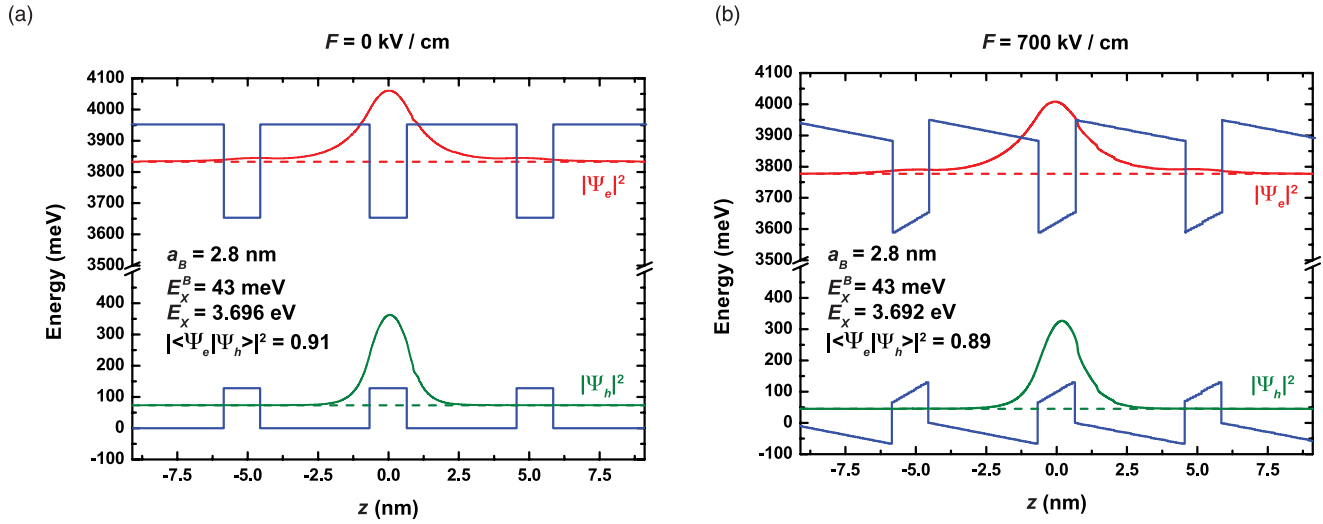 (a)
F = 0 kV / cm
4100
4000
3900
3800
3700
3600
3500
400
300
200
100
0
-100
Energy (meV)
|Ψe|²
aB = 2.8 nm
EXB = 43 meV
EX = 3.696 eV
|<Ψe|Ψh>|² = 0.91
|Ψh|²
-7.5 -5.0 -2.5 0.0 2.5 5.0 7.5
z (nm)
(b)
F = 700 kV / cm
4100
4000
3900
3800
3700
3600
3500
400
300
200
100
0
-100
Energy (meV)
|Ψe|²
aB = 2.8 nm
EXB = 43 meV
EX = 3.692 eV
|<Ψe|Ψh>|² = 0.89
|Ψh|²
-7.5 -5.0 -2.5 0.0 2.5 5.0 7.5
z (nm)